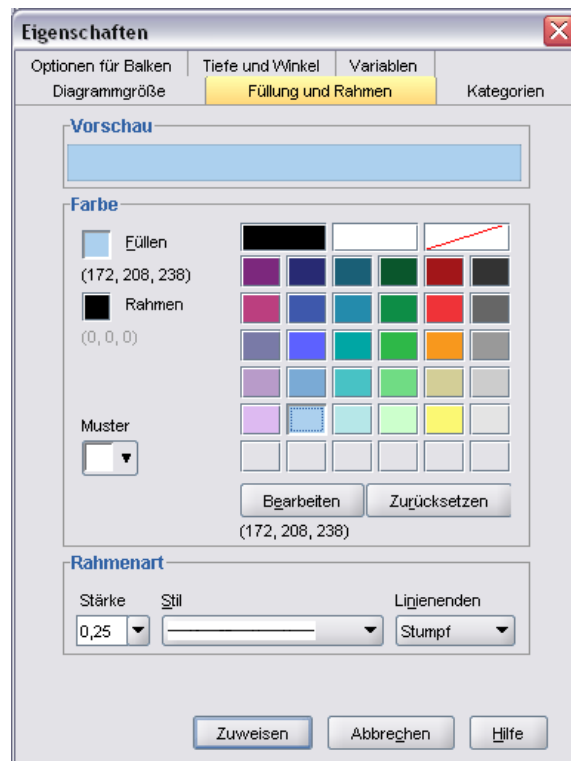 Eigenschaften
Optionen für Balken Tiefe und Winkel Variablen
Diagrammgröße Füllung und Rahmen Kategorien
Vorschau
Farbe
Füllen
(172, 208, 238)
Rahmen
(0, 0, 0)
Muster
Bearbeiten Zurücksetzen
(172, 208, 238)
Rahmenart
Stärke Stil Linienenden
0,25 Stumpf
Zuweisen Abbrechen Hilfe